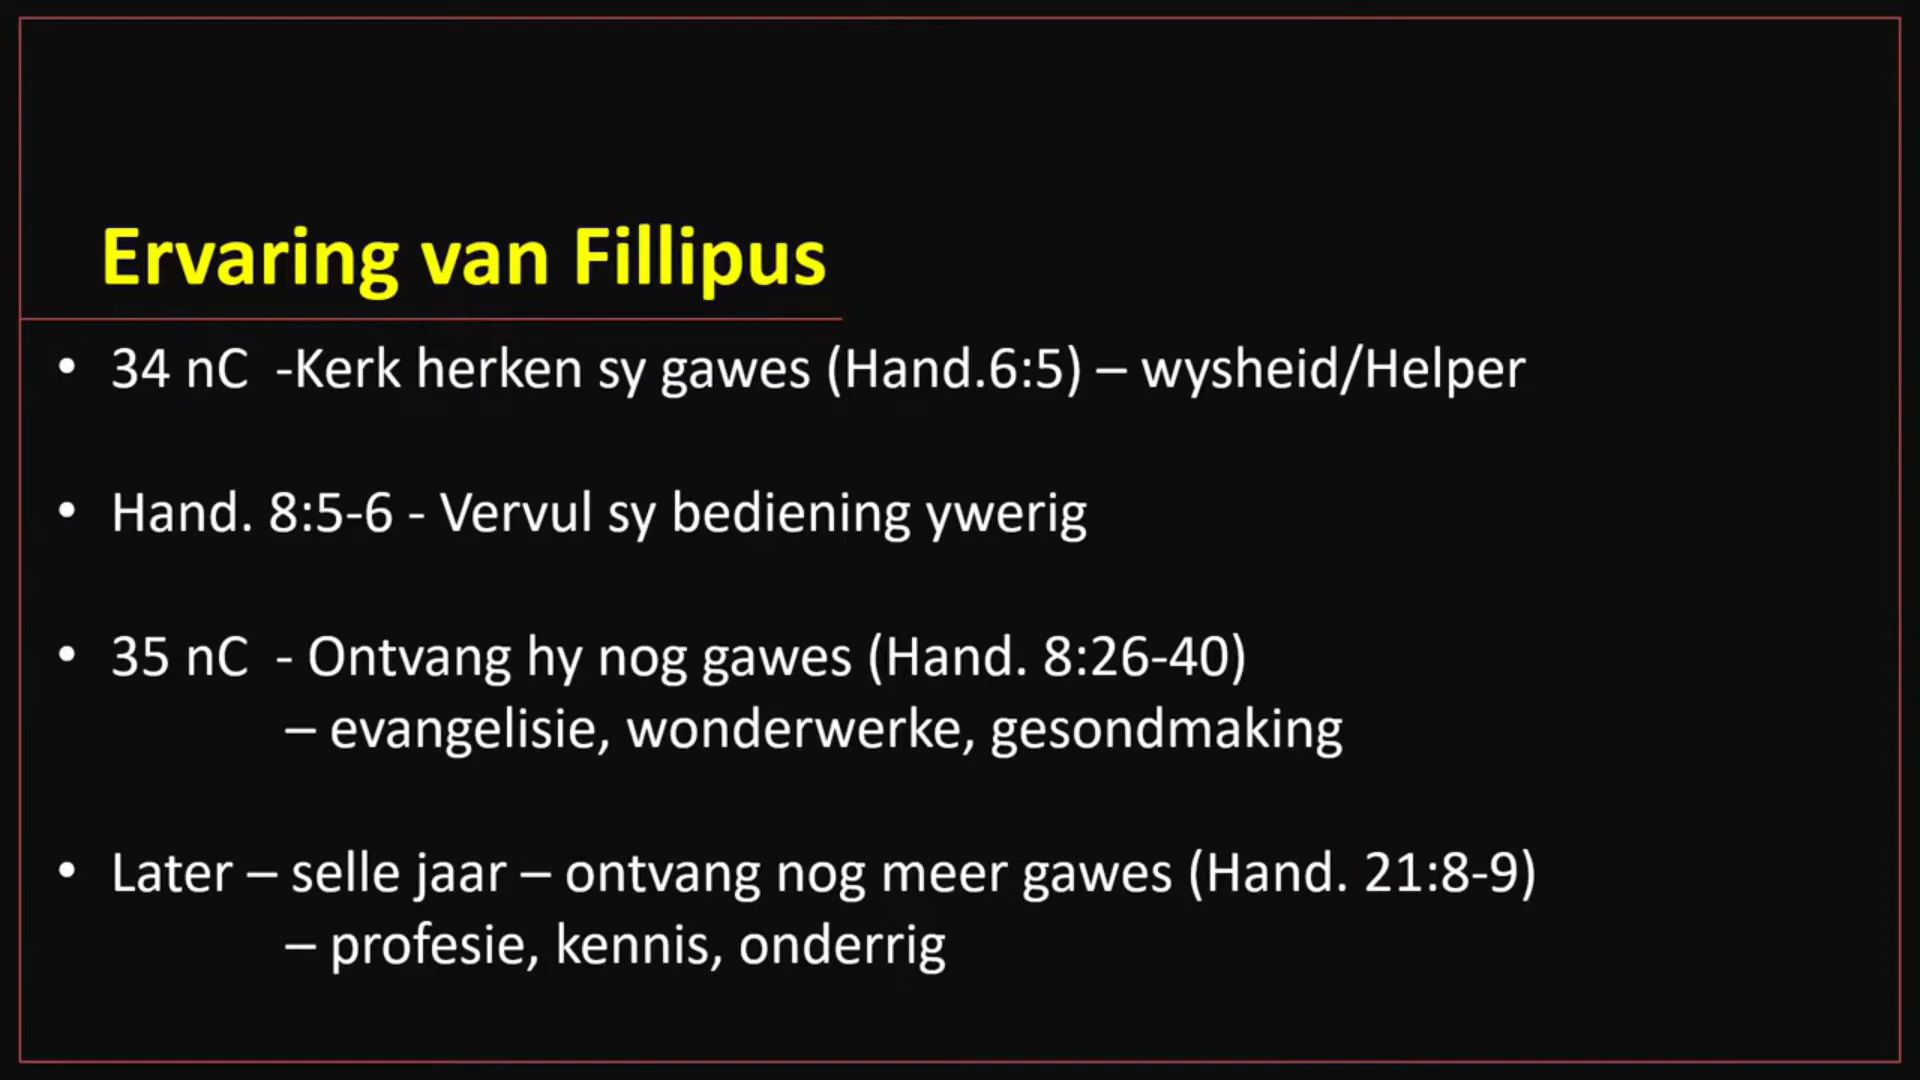 Ervaring van Fillipus
• 34 nC -Kerk herken sy gawes (Hand.6:5) – wysheid/Helper
• Hand. 8:5-6 - Vervul sy bediening ywerig
• 35 nC - Ontvang hy nog gawes (Hand. 8:26-40)
– evangelisie, wonderwerke, gesondmaking
• Later – selle jaar – ontvang nog meer gawes (Hand. 21:8-9)
– profesie, kennis, onderrig